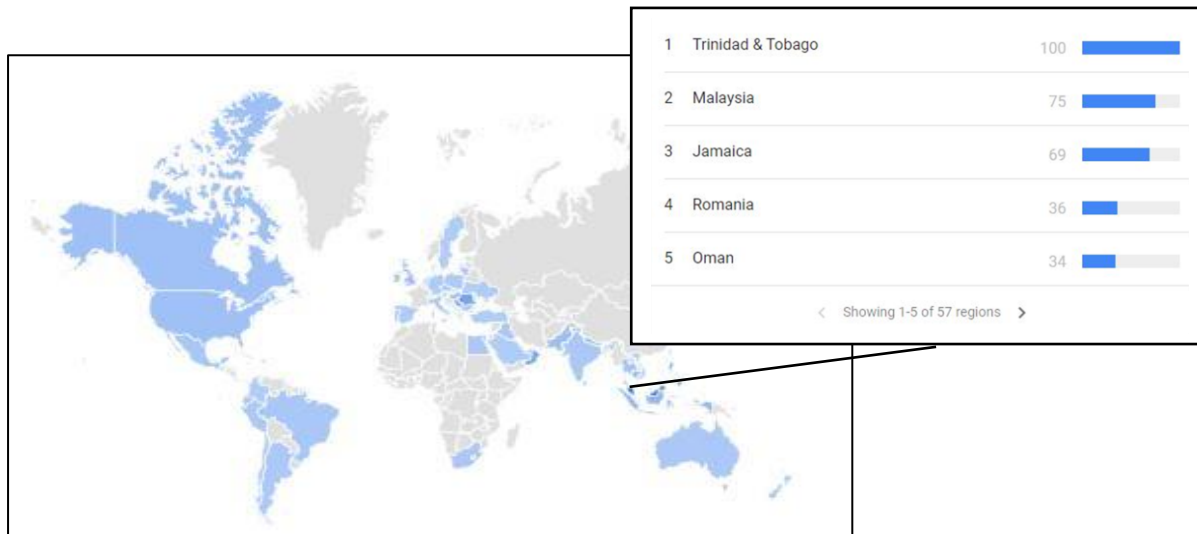 1 Trinidad & Tobago 100
2 Malaysia 75
3 Jamaica 69
4 Romania 36
5 Oman 34
Showing 1-5 of 57 regions